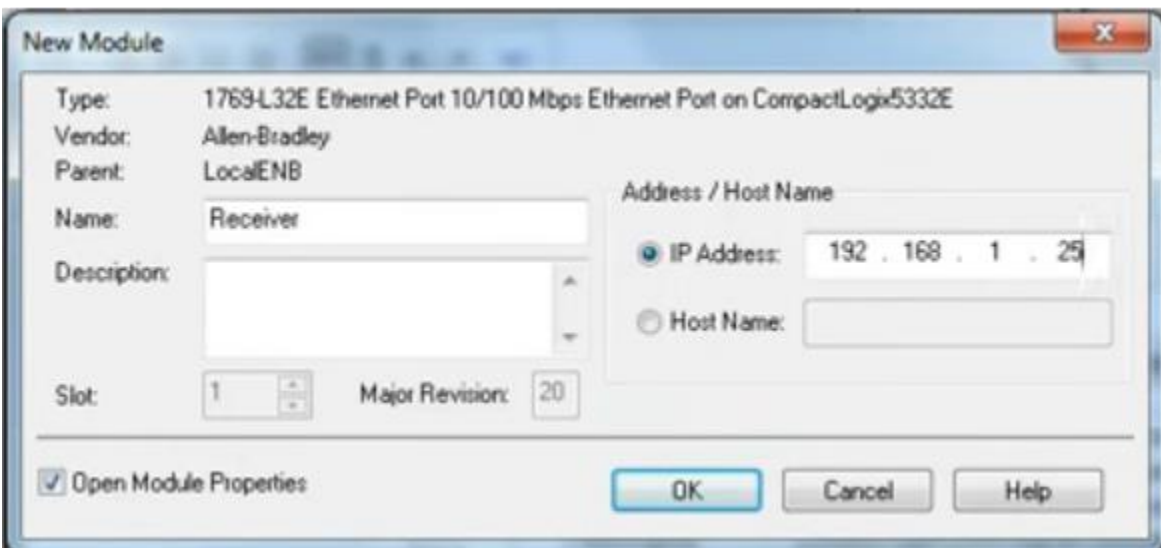 New Module
Type: 1769-L32E Ethernet Port 10/100 Mbps Ethernet Port on CompactLogix5332E
Vendor: Allen-Bradley
Parent: LocalENB
Name: Receiver
Description:
Slot: 1 Major Revision: 20
Address / Host Name
IP Address: 192 . 168 . 1 . 25
Host Name:
Open Module Properties
OK Cancel Help